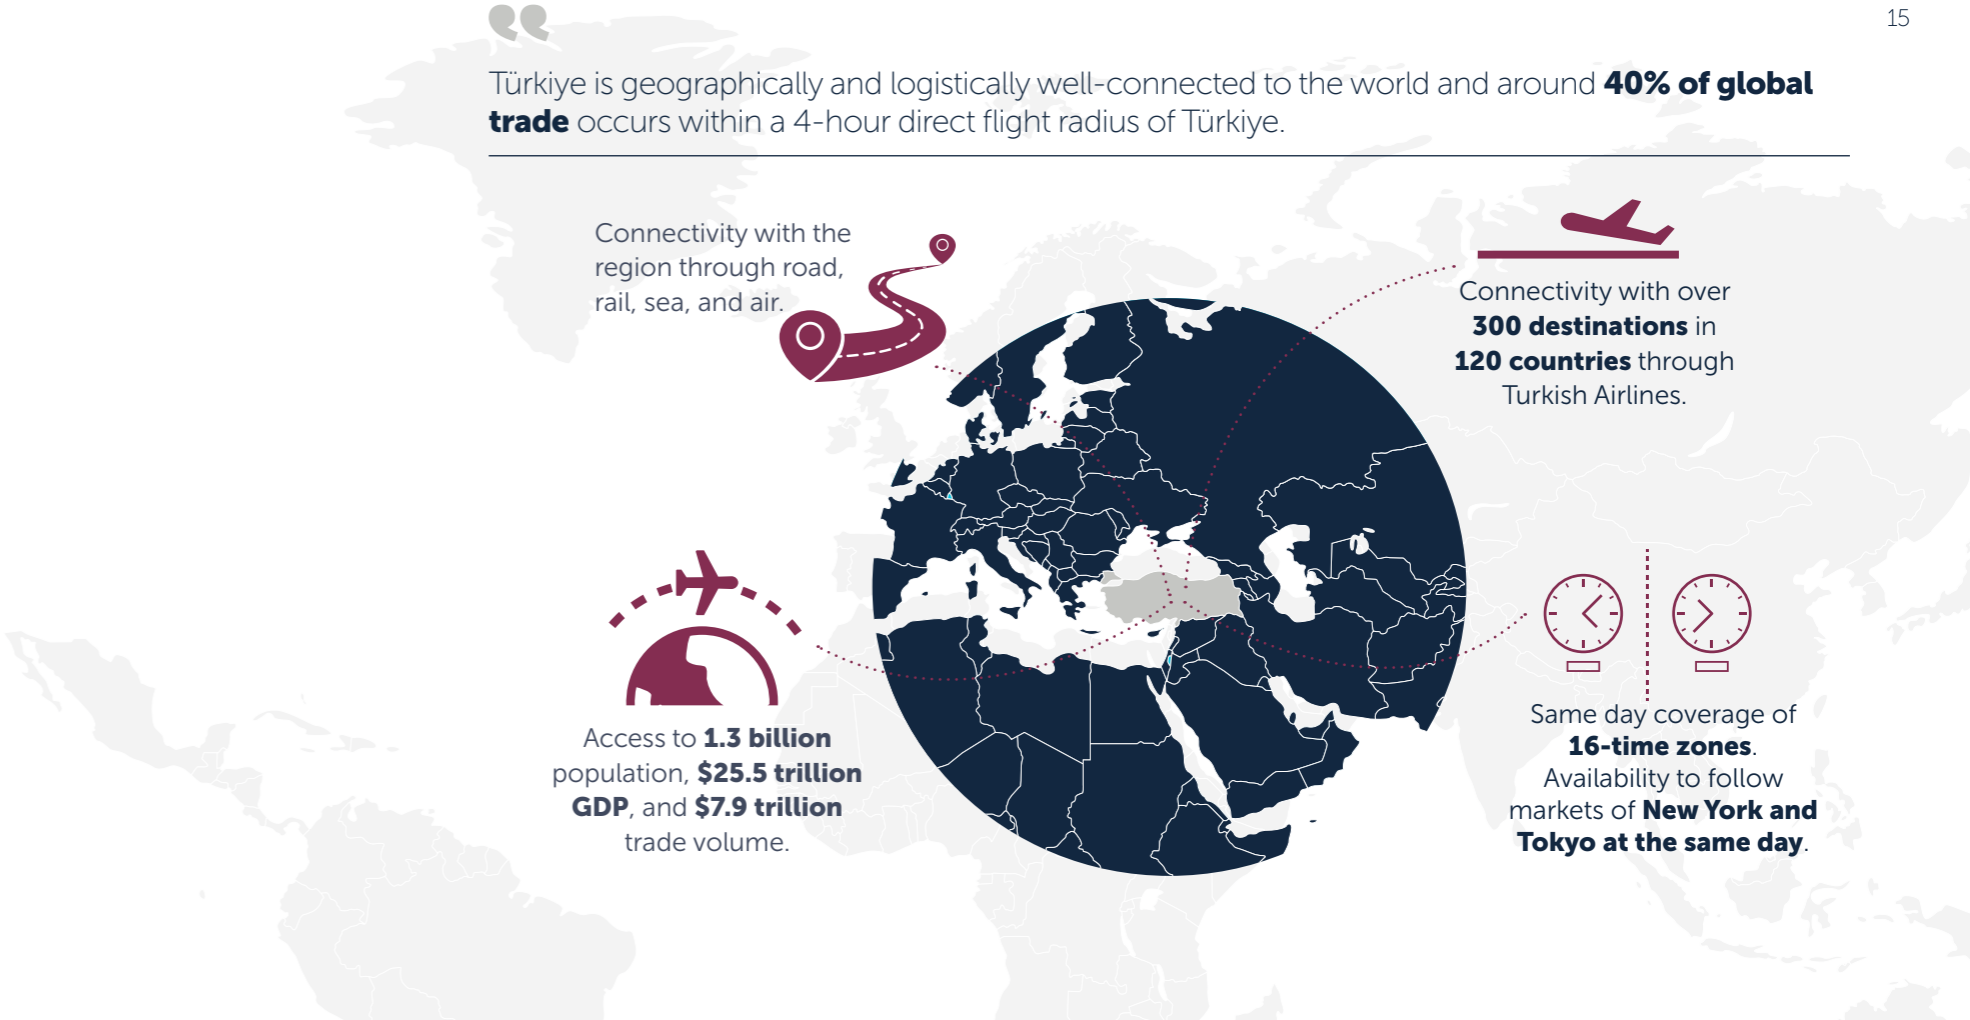 15
Türkiye is geographically and logistically well-connected to the world and around 40% of global
trade occurs within a 4-hour direct flight radius of Türkiye.
Connectivity with the
region through road,
rail, sea, and air.
Connectivity with over
300 destinations in
120 countries through
Turkish Airlines.
Access to 1.3 billion
population, $25.5 trillion
GDP, and $7.9 trillion
trade volume.
Same day coverage of
16-time zones.
Availability to follow
markets of New York and
Tokyo at the same day.